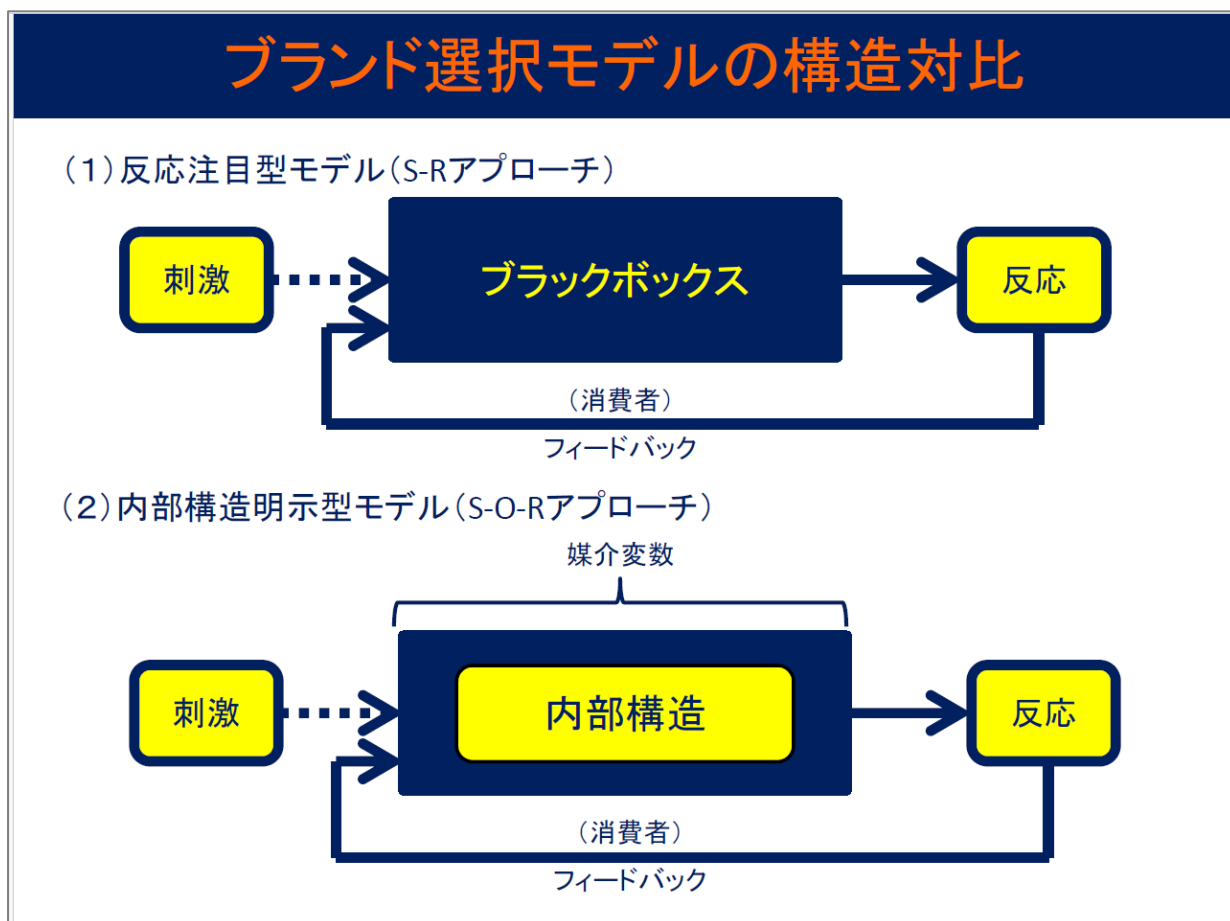 ブランド選択モデルの構造対比
（１）反応注目型モデル（S-Rアプローチ）
刺激
ブラックボックス
反応
（消費者）
フィードバック
（２）内部構造明示型モデル（S-O-Rアプローチ）
媒介変数
刺激
内部構造
反応
（消費者）
フィードバック